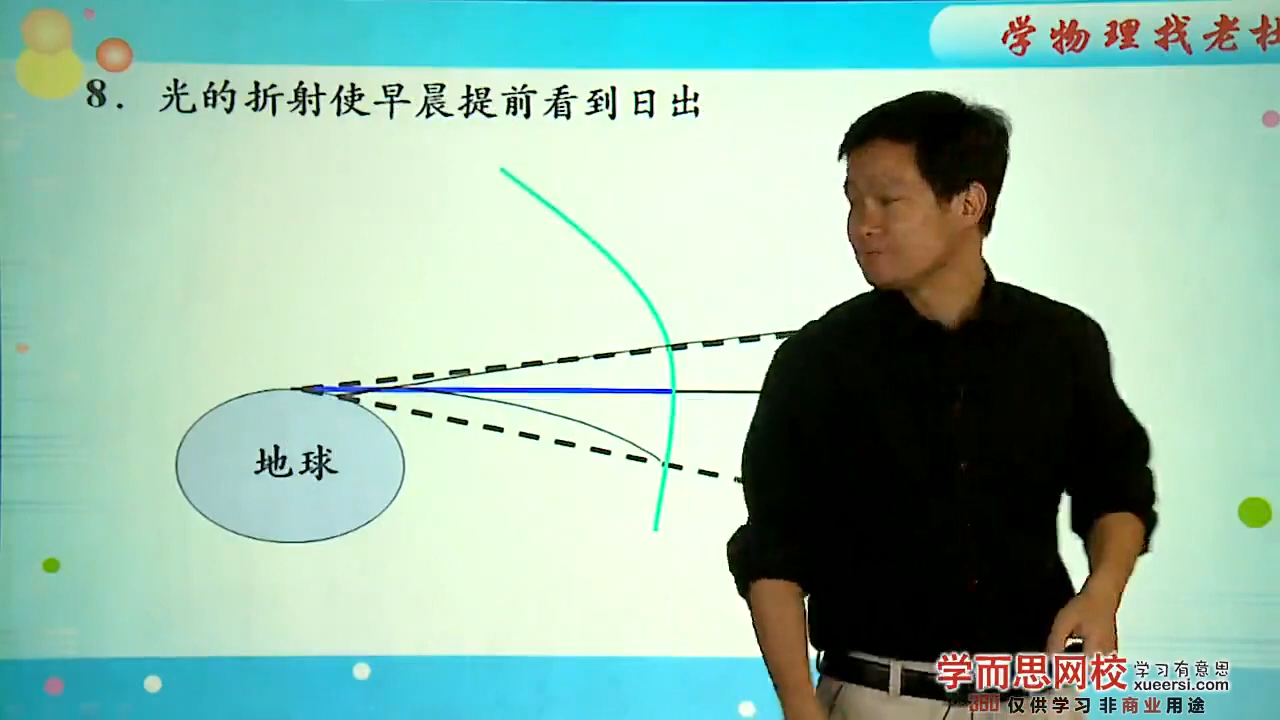 学物理找老杜
8. 光的折射使早晨提前看到日出
地球
学而思网校 学习有意思
xueersi.com
360 仅供学习 非商业用途